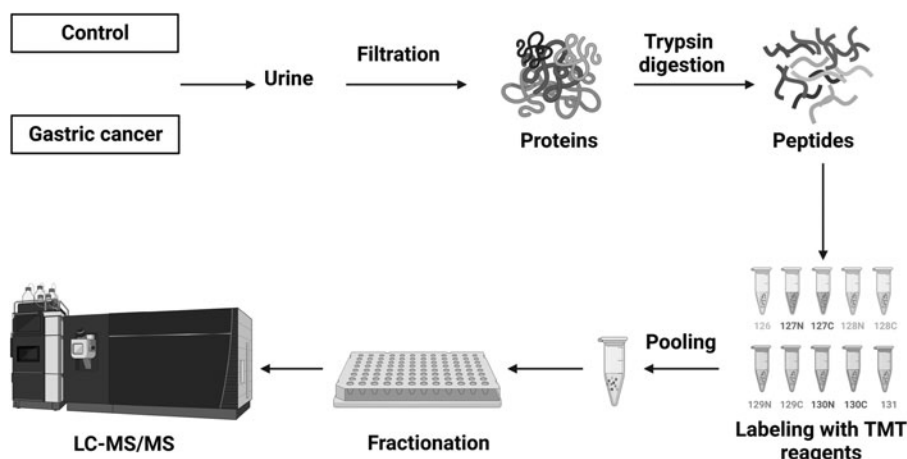 Control
Gastric cancer
Urine
Filtration
Proteins
Trypsin
digestion
Peptides
126 127N 127C 128N 128C
129N 129C 130N 130C 131
Labeling with TMT
reagents
Pooling
Fractionation
LC-MS/MS